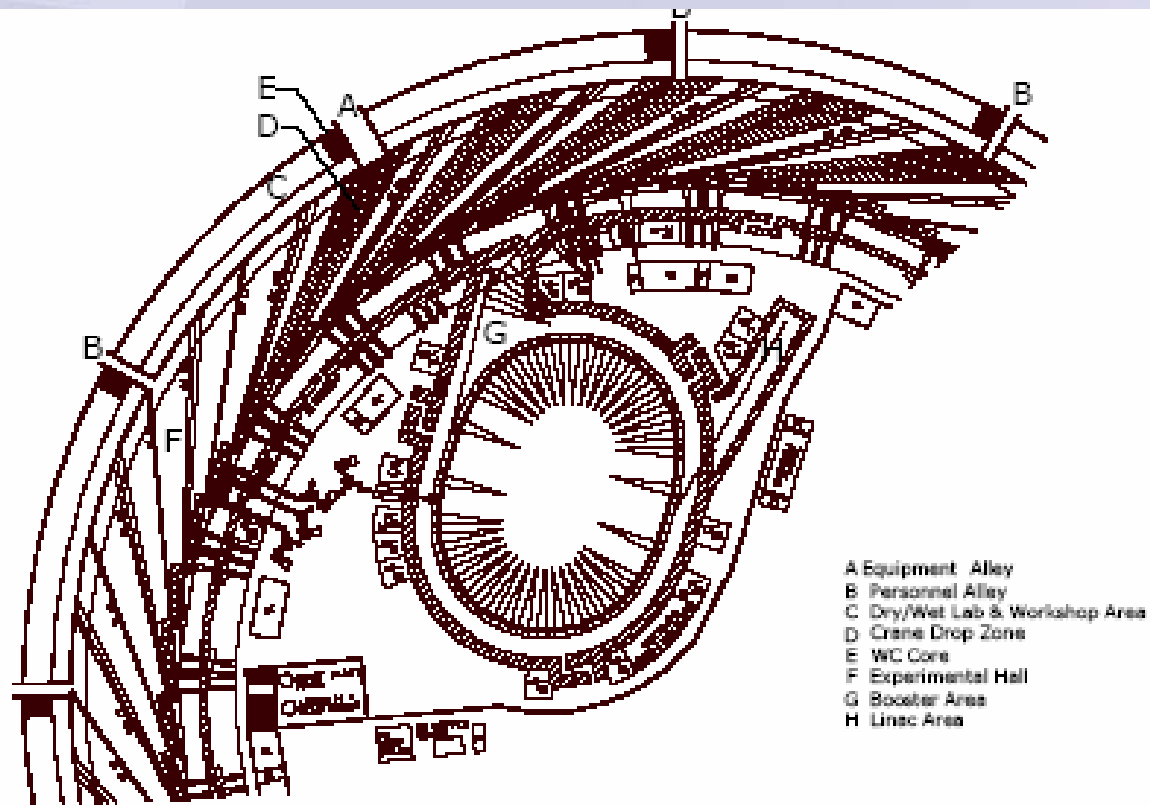 B
E
A
B
D
C
G
H
B
F
A Equipment Alley
B Personnel Alley
C Dry/Wet Lab & Workshop Area
D Crane Drop Zone
E WC Core
F Experimental Hall
G Booster Area
H Linac Area